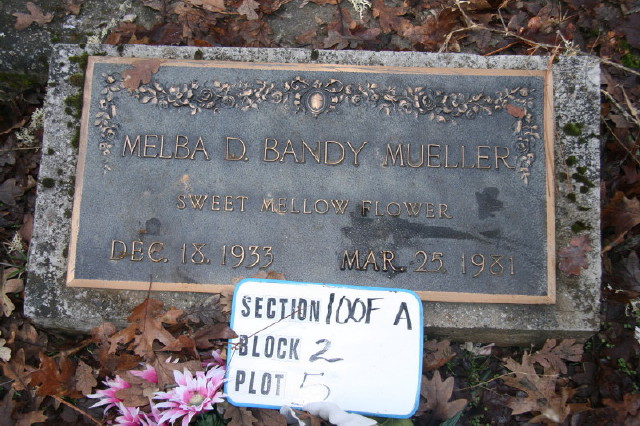 MELBA D. BANDY MUELLER
SWEET MELLOW FLOWER
DEC. 18. 1933 MAR. 25. 1981
SECTION 100F A
BLOCK 2
PLOT 5